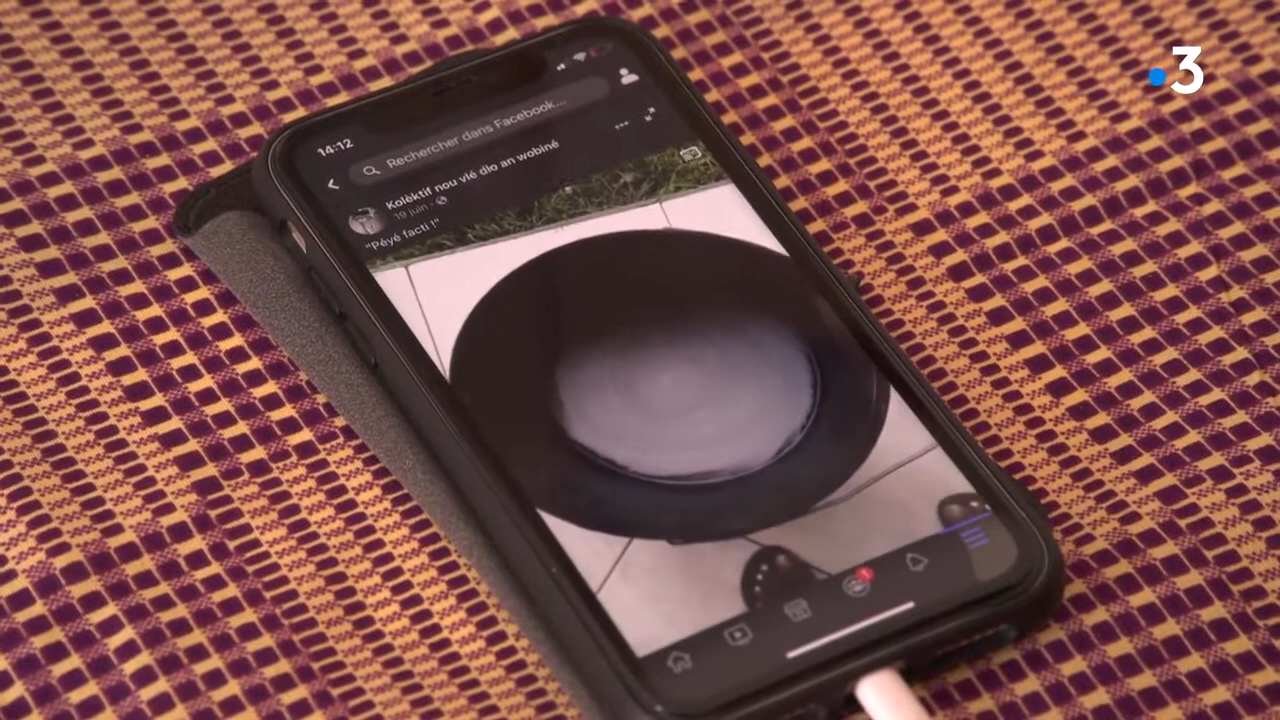 3
14:12
Rechercher dans Facebook...
Kolèktif nou vlé dlo an wobiné
19 juin
"Péyé facti !"